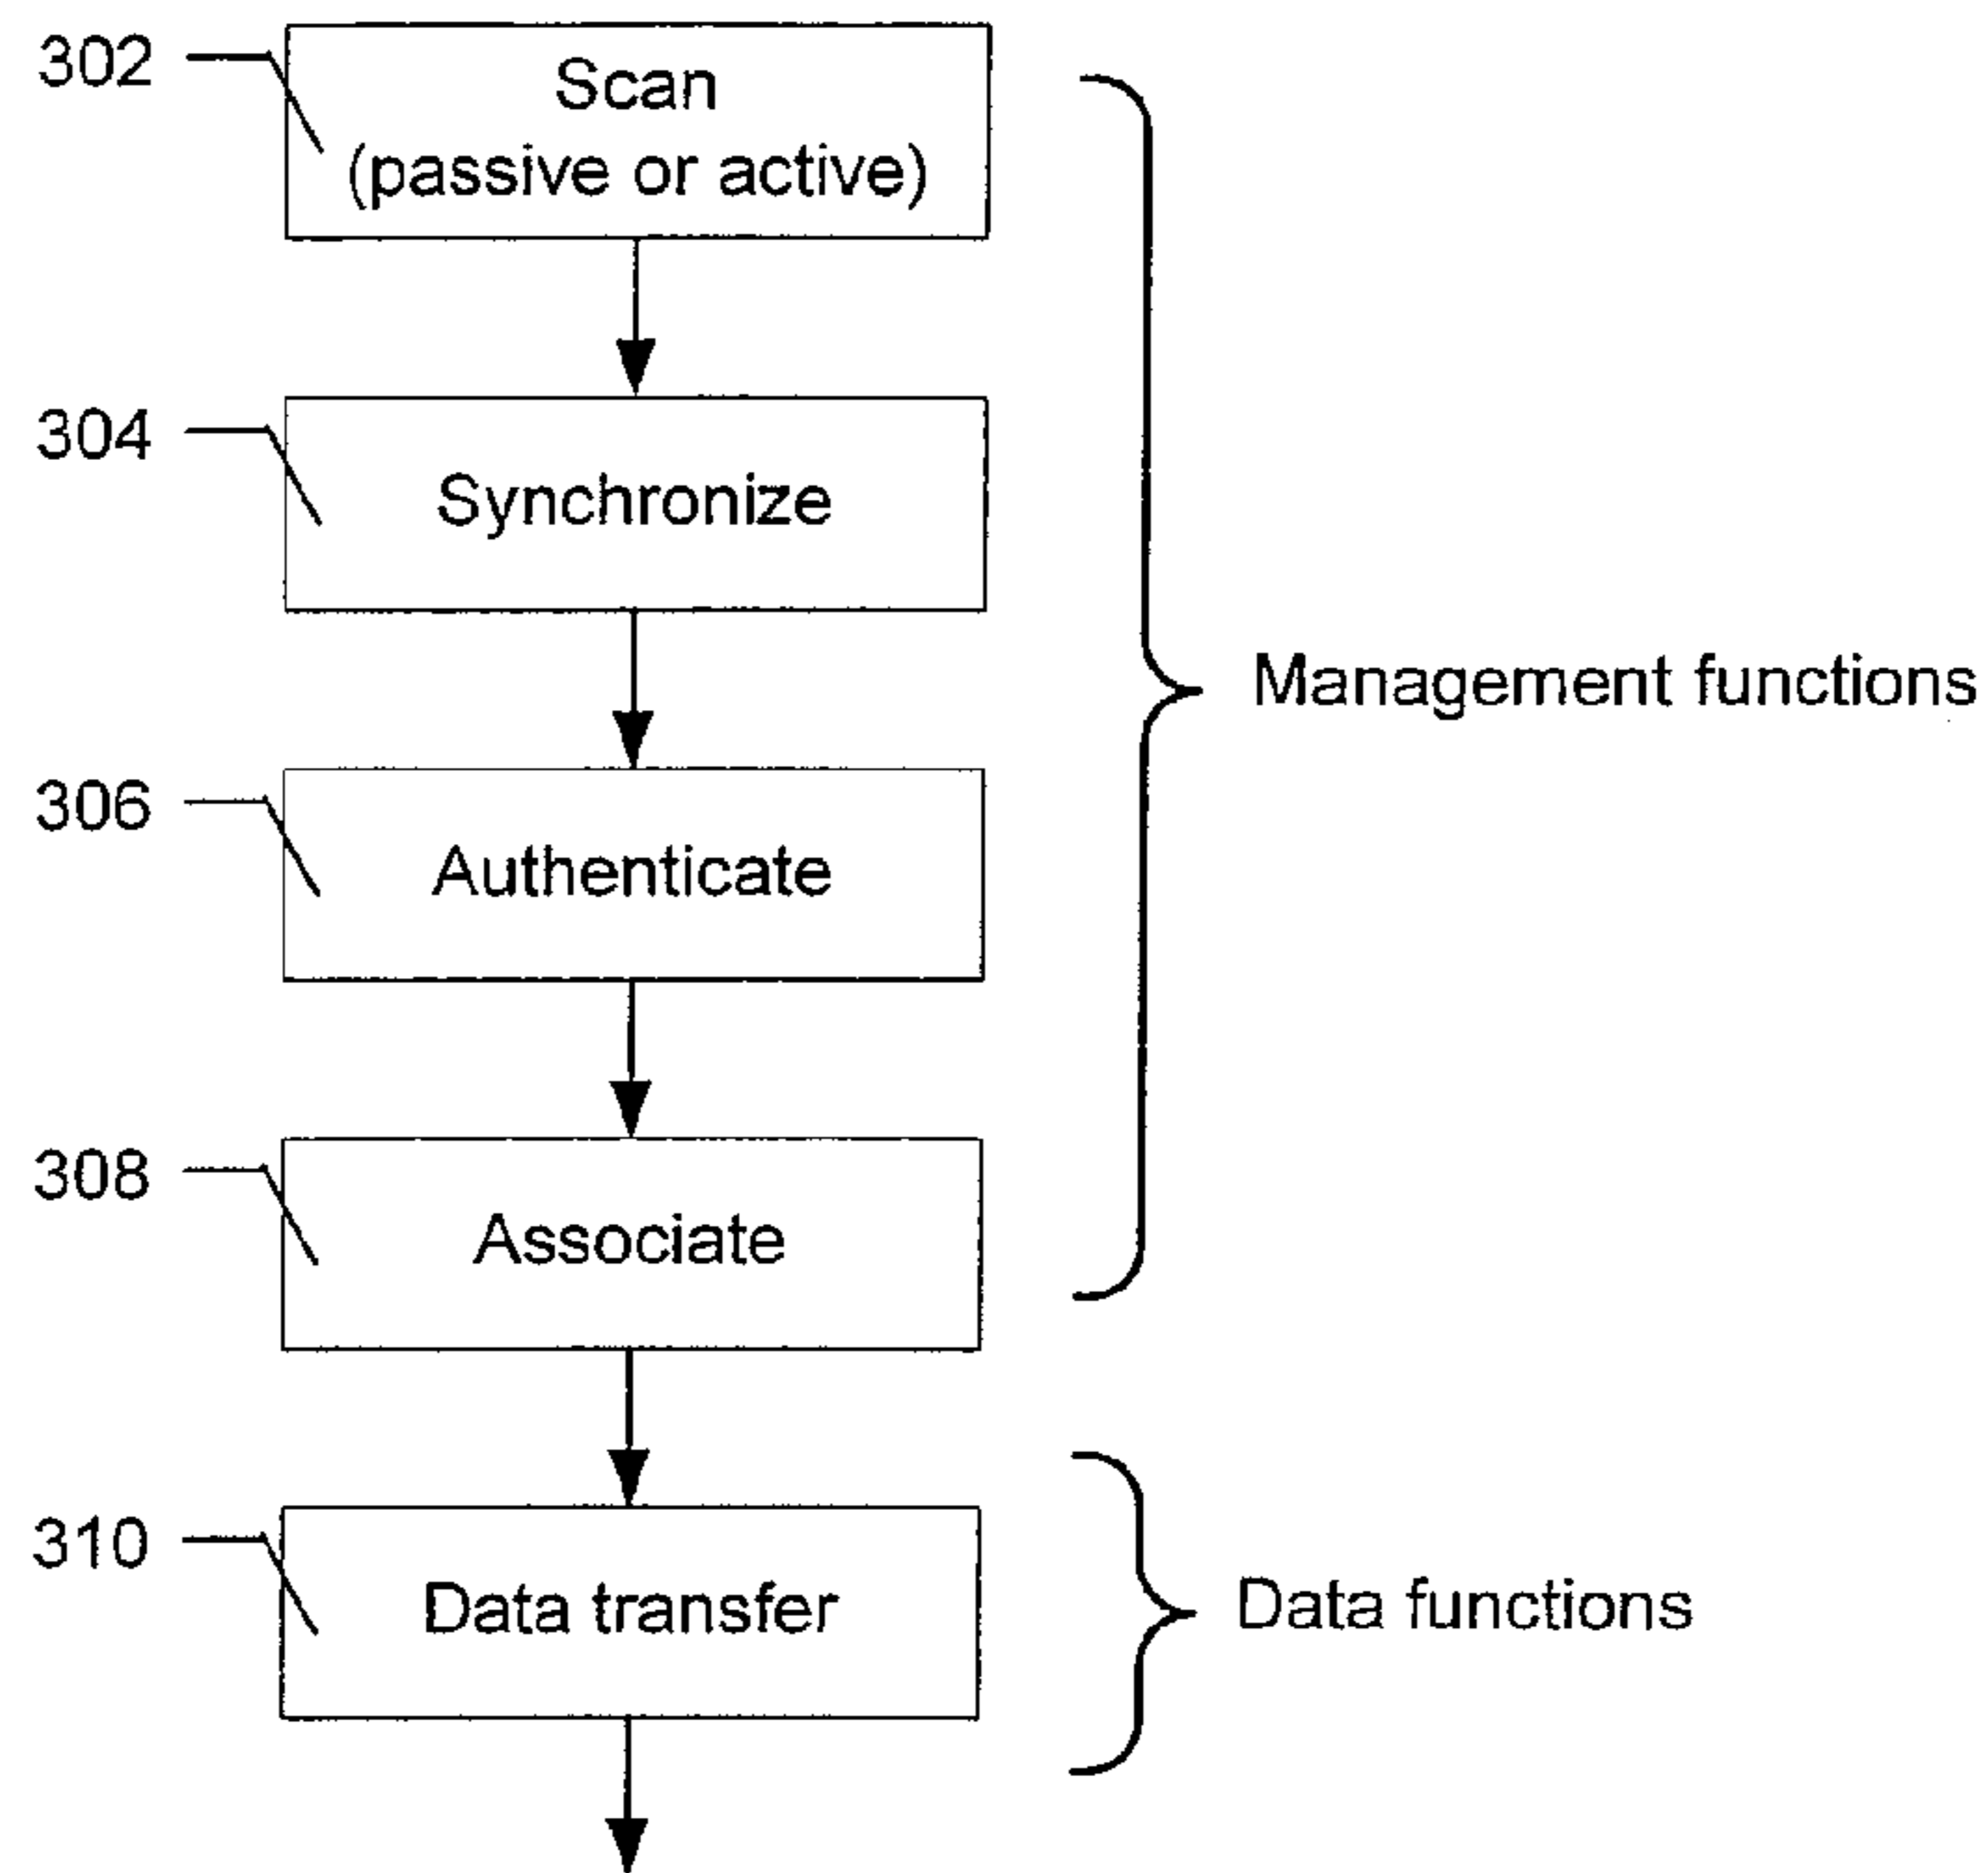 302
Scan
(passive or active)
304
Synchronize
Management functions
306
Authenticate
308
Associate
310
Data transfer
Data functions